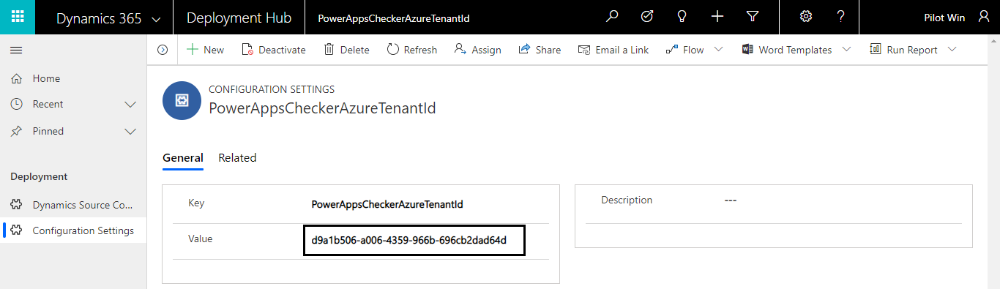 Dynamics 365
Deployment Hub
PowerAppsCheckerAzureTenantId
Pilot Win
New
Deactivate
Delete
Refresh
Assign
Share
Email a Link
Flow
Word Templates
Run Report
Home
Recent
Pinned
Deployment
Dynamics Source Co...
Configuration Settings
CONFIGURATION SETTINGS
PowerAppsCheckerAzureTenantId
General
Related
Key
PowerAppsCheckerAzureTenantId
Value
d9a1b506-a006-4359-966b-696cb2dad64d
Description
---